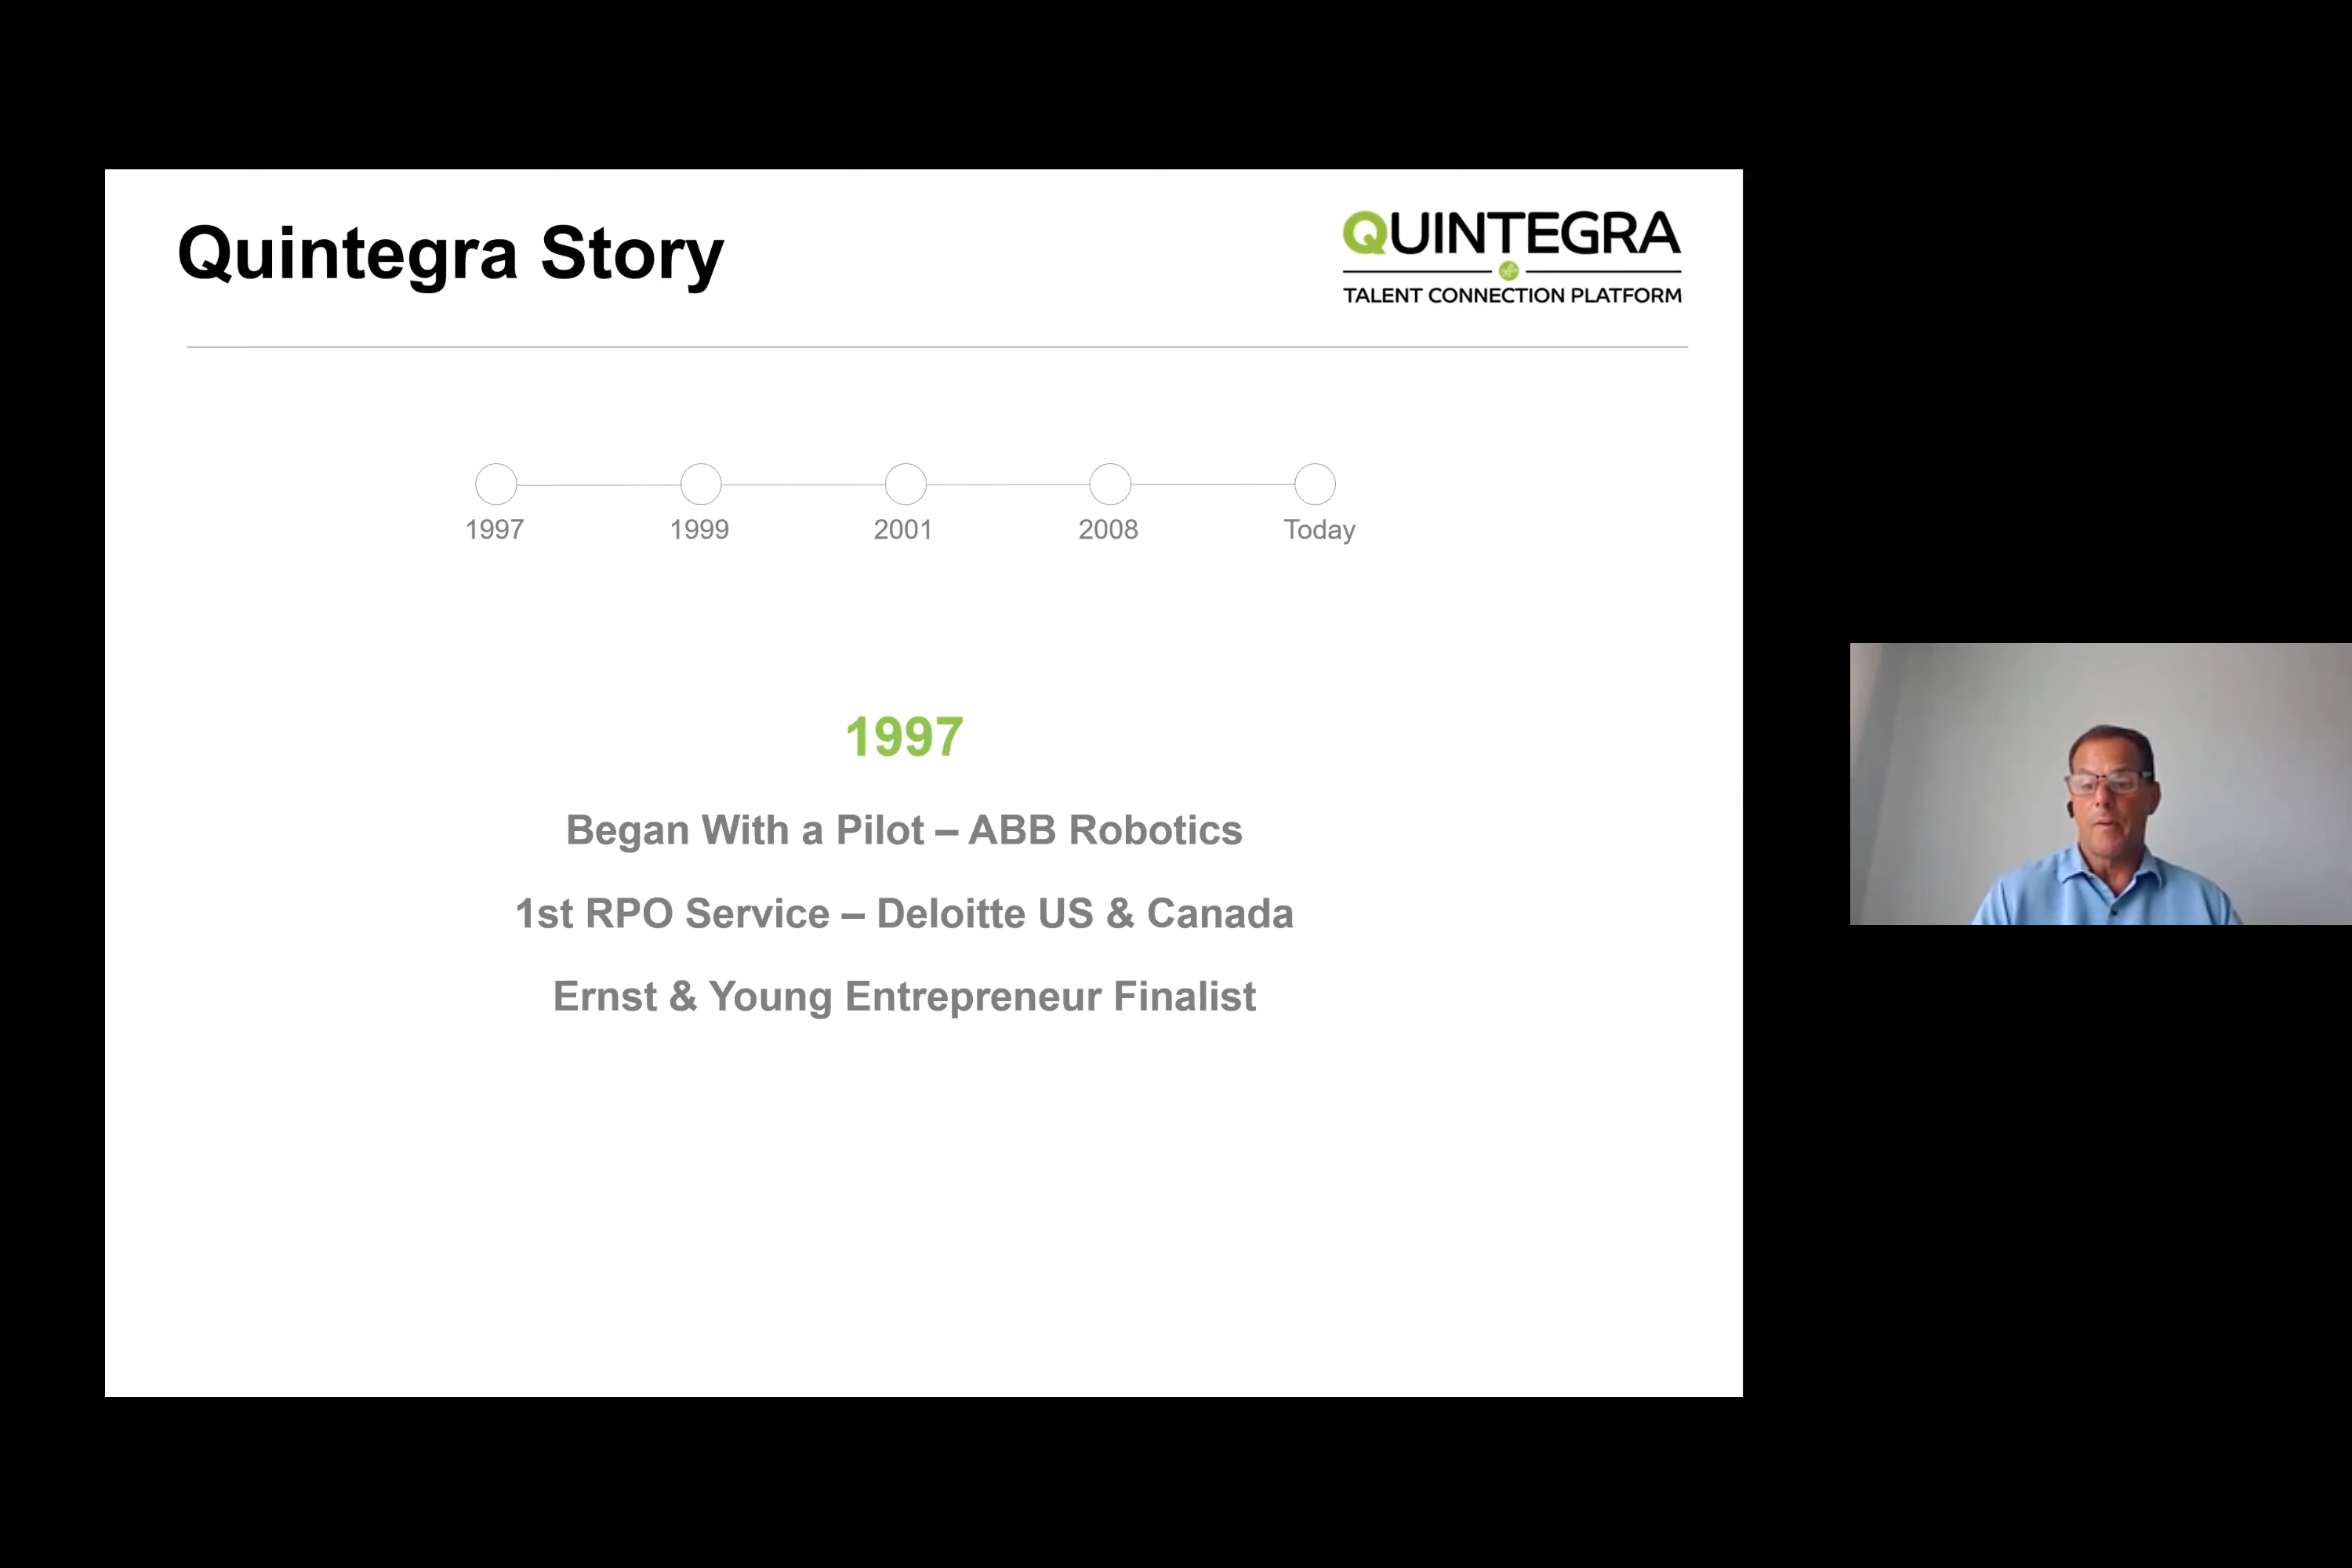 Quintegra Story
QUINTEGRA
TALENT CONNECTION PLATFORM
1997
1999
2001
2008
Today
1997
Began With a Pilot – ABB Robotics
1st RPO Service – Deloitte US & Canada
Ernst & Young Entrepreneur Finalist